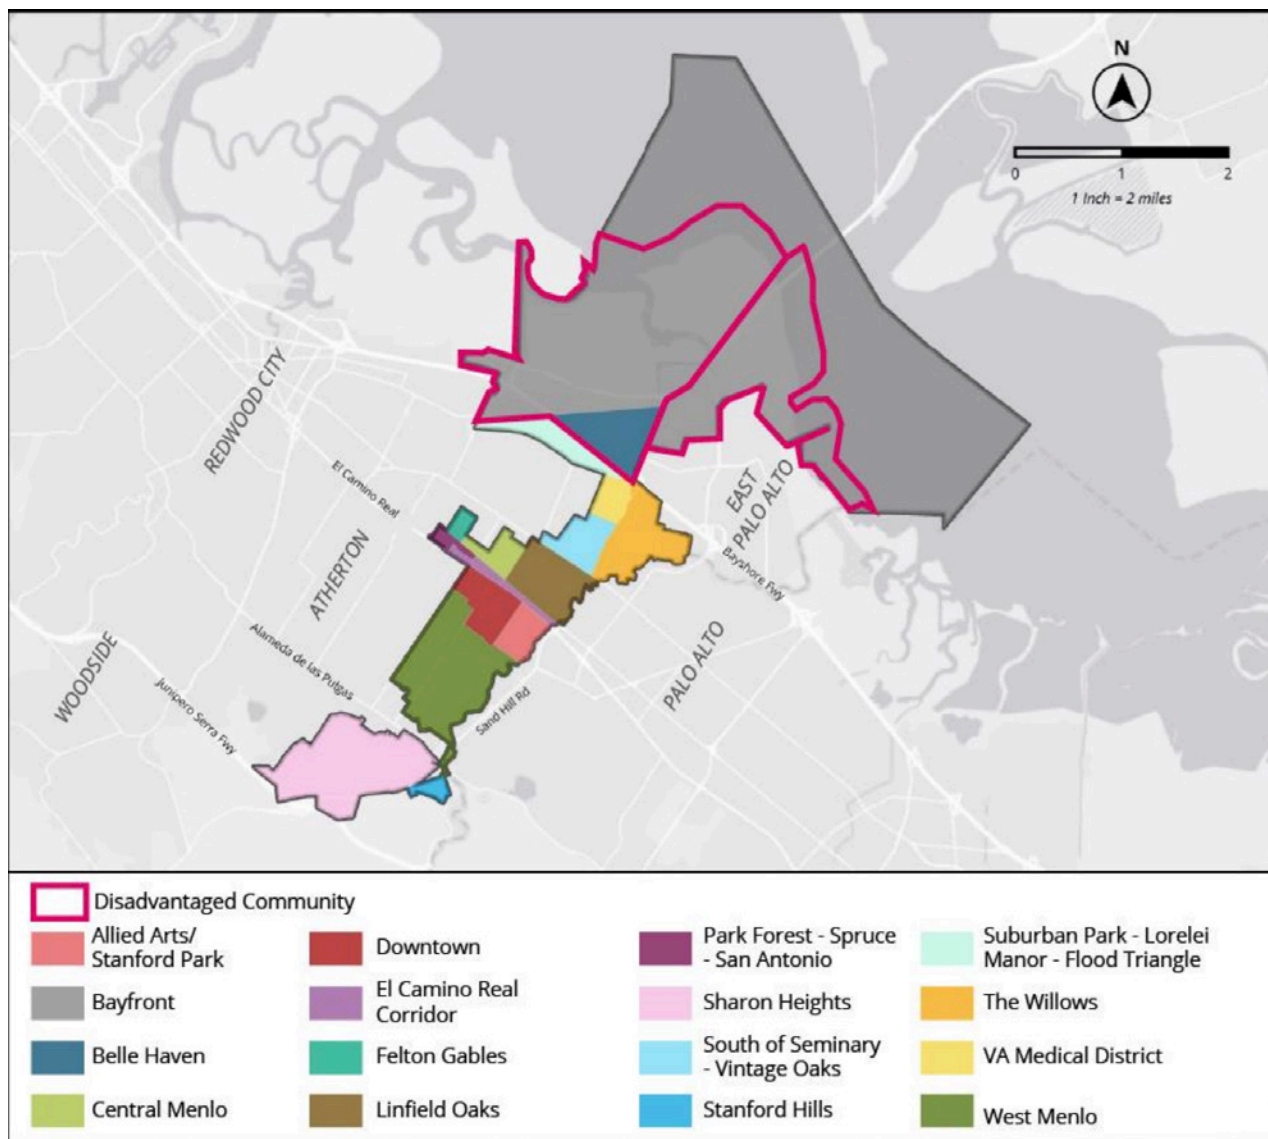 N
0 1 2
1 Inch = 2 miles
REDWOOD CITY
El Camino Real
EAST
PALO ALTO
ATHERTON
Bayshore Fwy
Alameda de las Pulgas
PALO ALTO
WOODSIDE
Junipero Serra Fwy
Sand Hill Rd
Disadvantaged Community
Allied Arts/
Stanford Park
Bayfront
Belle Haven
Central Menlo
Downtown
El Camino Real
Corridor
Felton Gables
Linfield Oaks
Park Forest - Spruce
- San Antonio
Sharon Heights
South of Seminary
- Vintage Oaks
Stanford Hills
Suburban Park - Lorelei
Manor - Flood Triangle
The Willows
VA Medical District
West Menlo